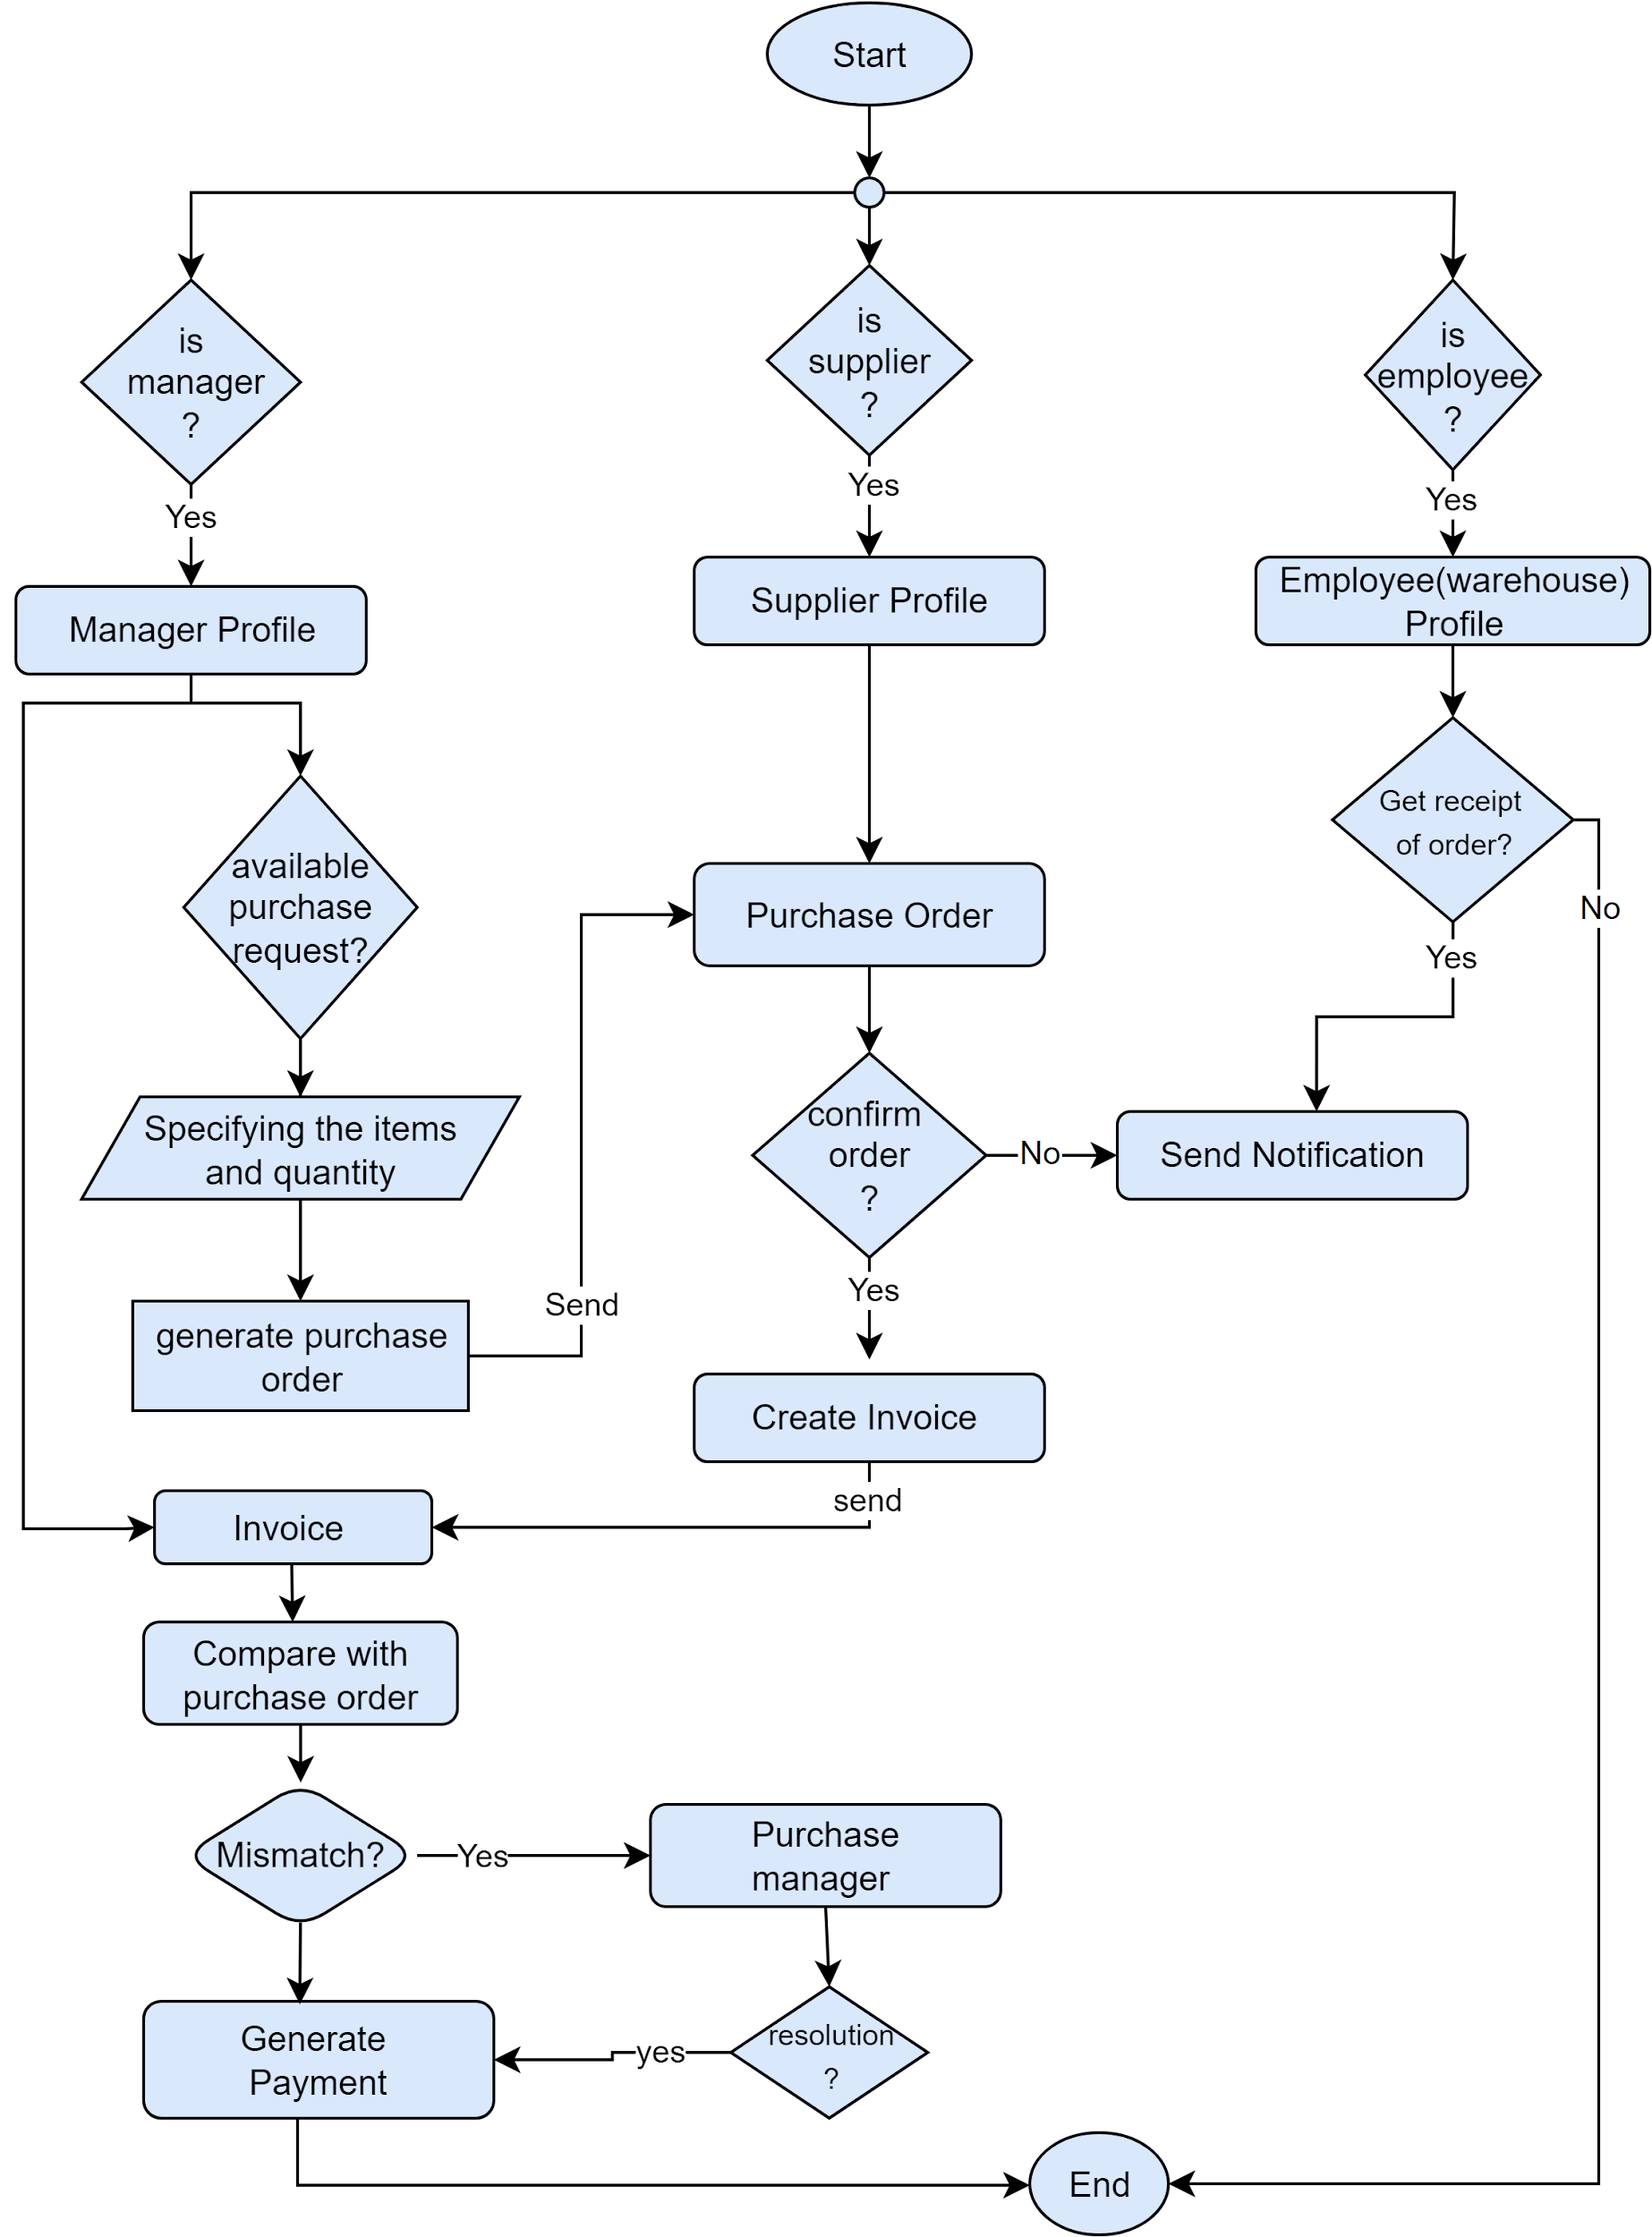 Start
is
manager
?
is
supplier
?
is
employee
?
Yes
Yes
Yes
Manager Profile
Supplier Profile
Employee(warehouse)
Profile
available
purchase
request?
Get receipt
of order?
No
Yes
Purchase Order
Specifying the items
and quantity
confirm
order
?
No
Send Notification
Yes
Send
generate purchase
order
Create Invoice
send
Invoice
Compare with
purchase order
Mismatch?
Yes
Purchase
manager
resolution
?
yes
Generate
Payment
End